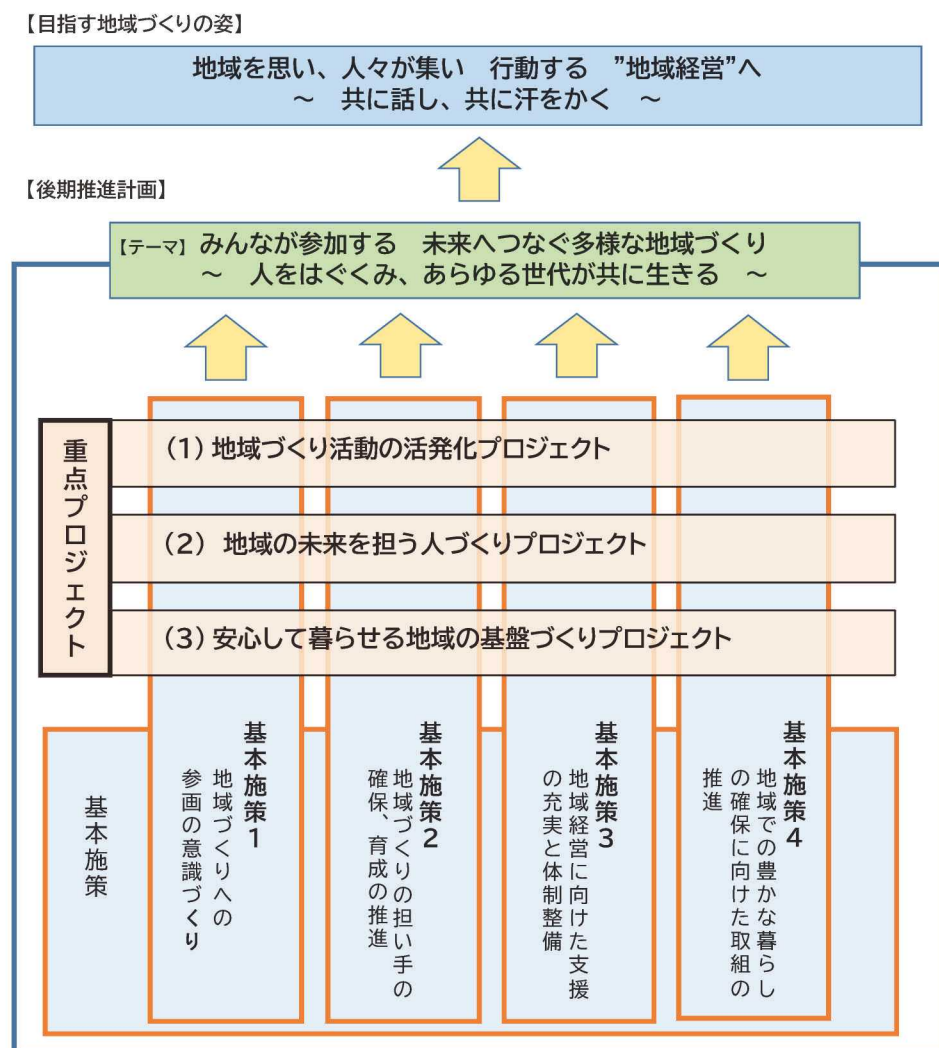 【目指す地域づくりの姿】
地域を思い、人々が集い　行動する　”地域経営”へ
～　共に話し、共に汗をかく　～
【後期推進計画】
【テーマ】みんなが参加する　未来へつなぐ多様な地域づくり
～　人をはぐくみ、あらゆる世代が共に生きる　～
重点プロジェクト
(1) 地域づくり活動の活発化プロジェクト
(2) 地域の未来を担う人づくりプロジェクト
(3) 安心して暮らせる地域の基盤づくりプロジェクト
基本施策
基本施策1
地域づくりへの
参画の意識づくり
基本施策2
地域づくりの担い手の
確保、育成の推進
基本施策3
地域経営に向けた支援
の充実と体制整備
基本施策4
地域での豊かな暮らし
の確保に向けた取組の
推進